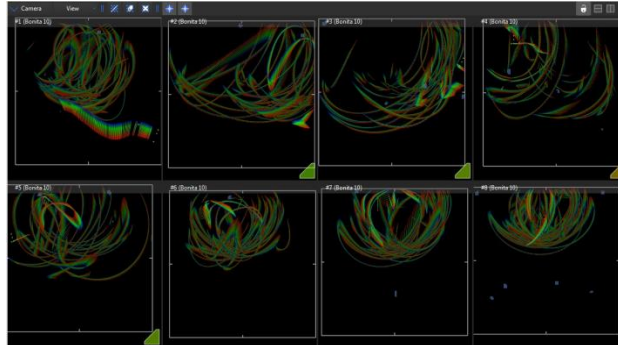 Camera View
#1 (Bonita 10)
#2 (Bonita 10)
#3 (Bonita 10)
#4 (Bonita 10)
#5 (Bonita 10)
#6 (Bonita 10)
#7 (Bonita 10)
#8 (Bonita 10)